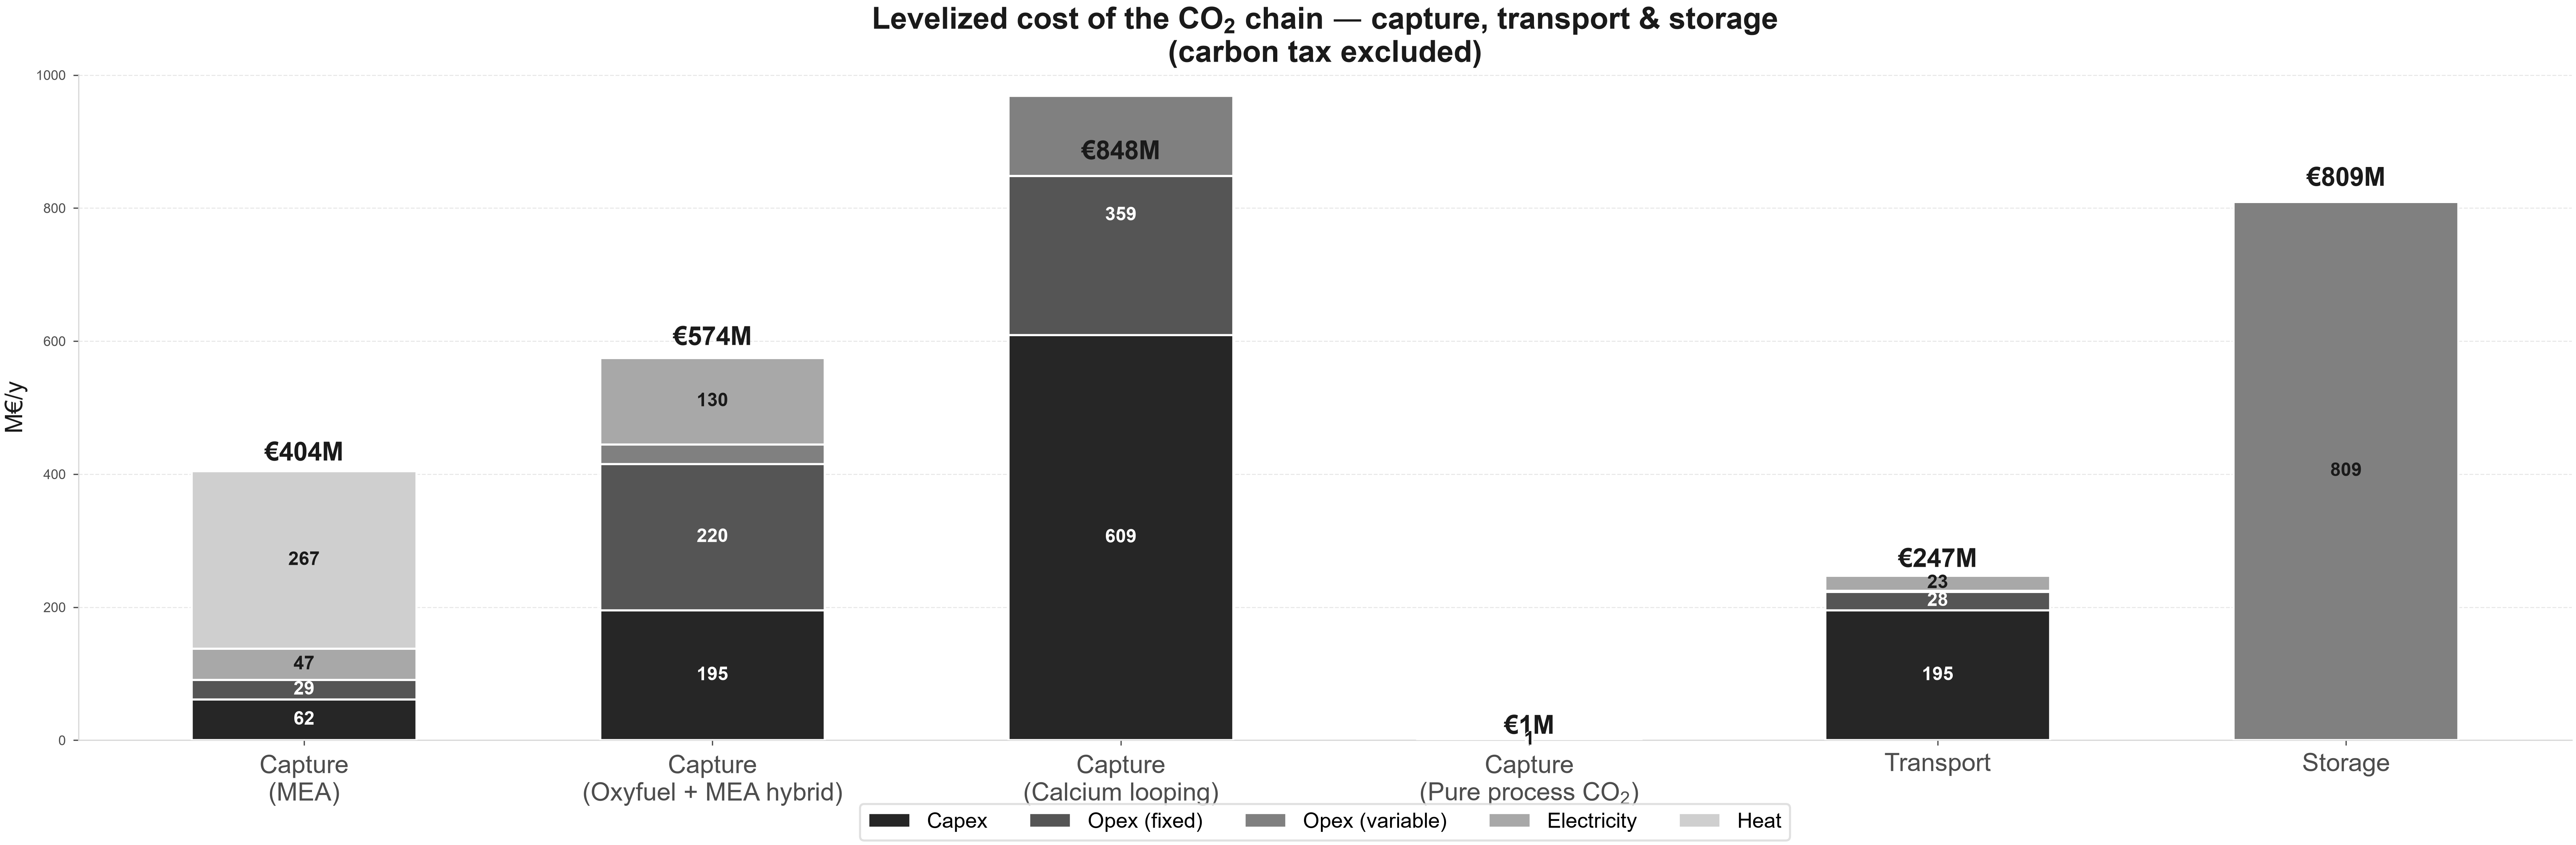 Levelized cost of the CO₂ chain — capture, transport & storage
(carbon tax excluded)
M€/y
1000
800
600
400
200
0
€404M
267
47
29
62
€574M
130
220
195
€848M
359
609
€1M
1
€247M
23
28
195
€809M
809
Capture
(MEA)
Capture
(Oxyfuel + MEA hybrid)
Capture
(Calcium looping)
Capture
(Pure process CO₂)
Transport
Storage
Capex
Opex (fixed)
Opex (variable)
Electricity
Heat